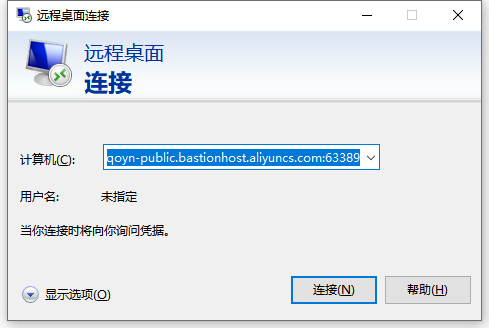 远程桌面连接
远程桌面
连接
计算机(C): qoyn-public.bastionhost.aliyuncs.com:63389
用户名: 未指定
当你连接时将向你询问凭据。
显示选项(O) 连接(N) 帮助(H)